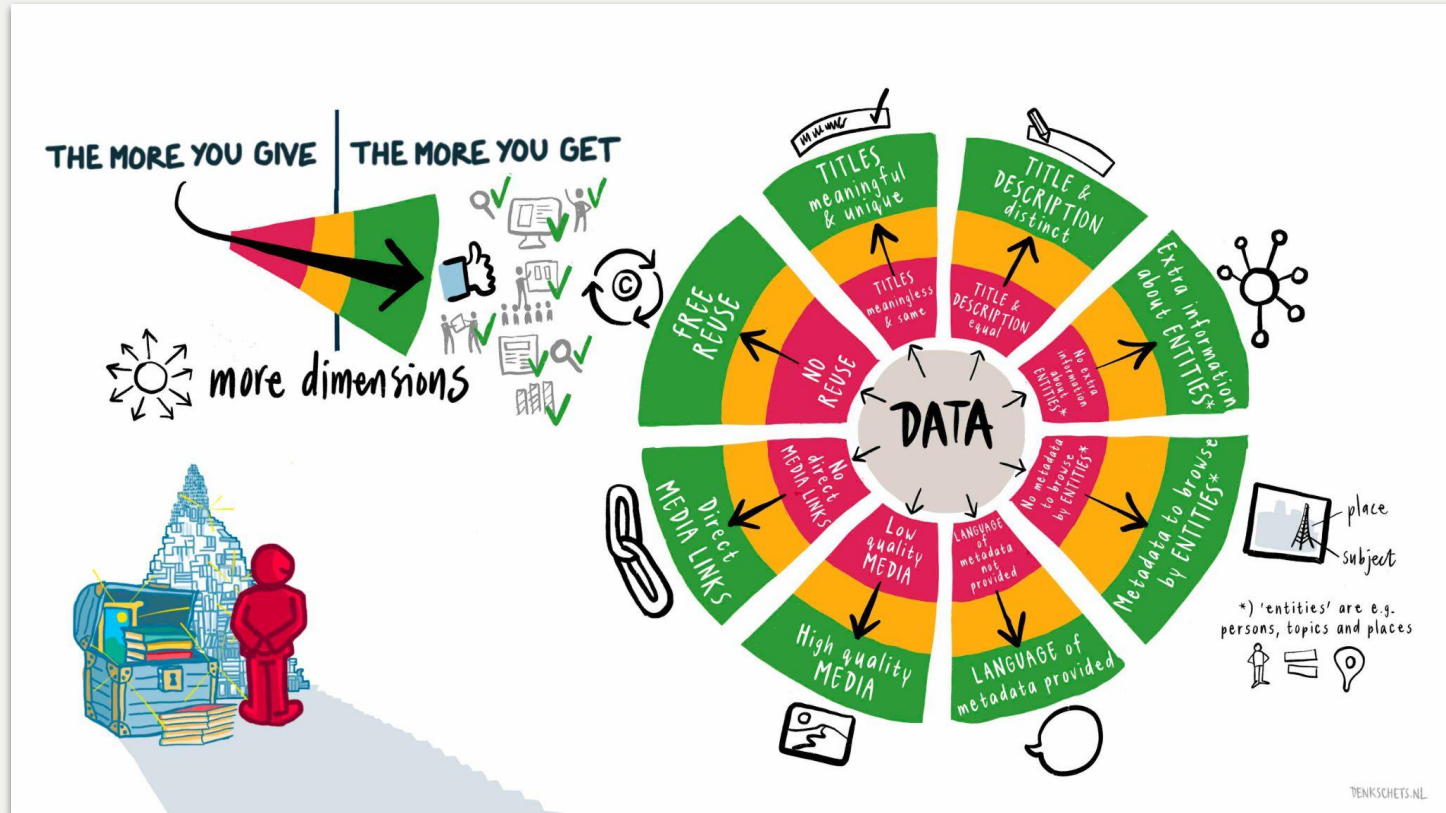 THE MORE YOU GIVE
THE MORE YOU GET
more dimensions
©
DATA
TITLES
meaningful
& unique
TITLES
meaningless
& same
TITLE &
DESCRIPTION
distinct
TITLE &
DESCRIPTION
equal
Extra information
about ENTITIES*
No extra
information
about
ENTITIES*
Metadata to browse
by ENTITIES*
No metadata
to browse
by ENTITIES*
LANGUAGE of
metadata provided
LANGUAGE
of
metadata
not
provided
High quality
MEDIA
Low
quality
MEDIA
Direct
MEDIA LINKS
No
direct
MEDIA LINKS
FREE
REUSE
NO
REUSE
place
subject
*) 'entities' are e.g.
persons, topics and places
DENKSCHETS.NL